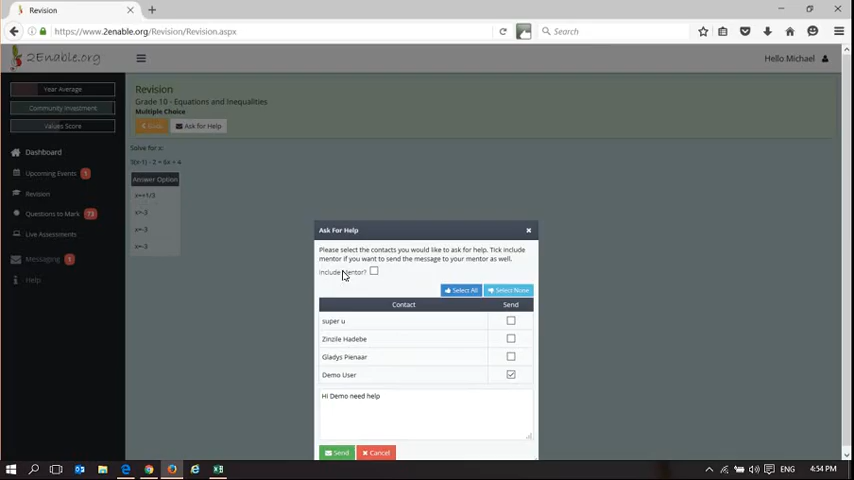 Revision
https://www.2enable.org/Revision/Revision.aspx
Search
2Enable.org
Hello Michael
Year Average
Community Investment
Values Score
Dashboard
Upcoming Events 5
Revision
Questions to Mark 73
Live Assessments
Messaging 1
Help
Revision
Grade 10 - Equations and Inequalities
Multiple Choice
Back
Ask for Help
Solve for x:
Answer Option
x=-3
x=-3
x=-3
Ask For Help
Please select the contacts you would like to ask for help. Tick include
mentor if you want to send the message to your mentor as well.
Include Mentor?
Select All
Select None
Contact
Send
super u
Zinzile Hadebe
Gladys Pienaar
Demo User
Hi Demo need help
Send
Cancel
ENG
4:54 PM